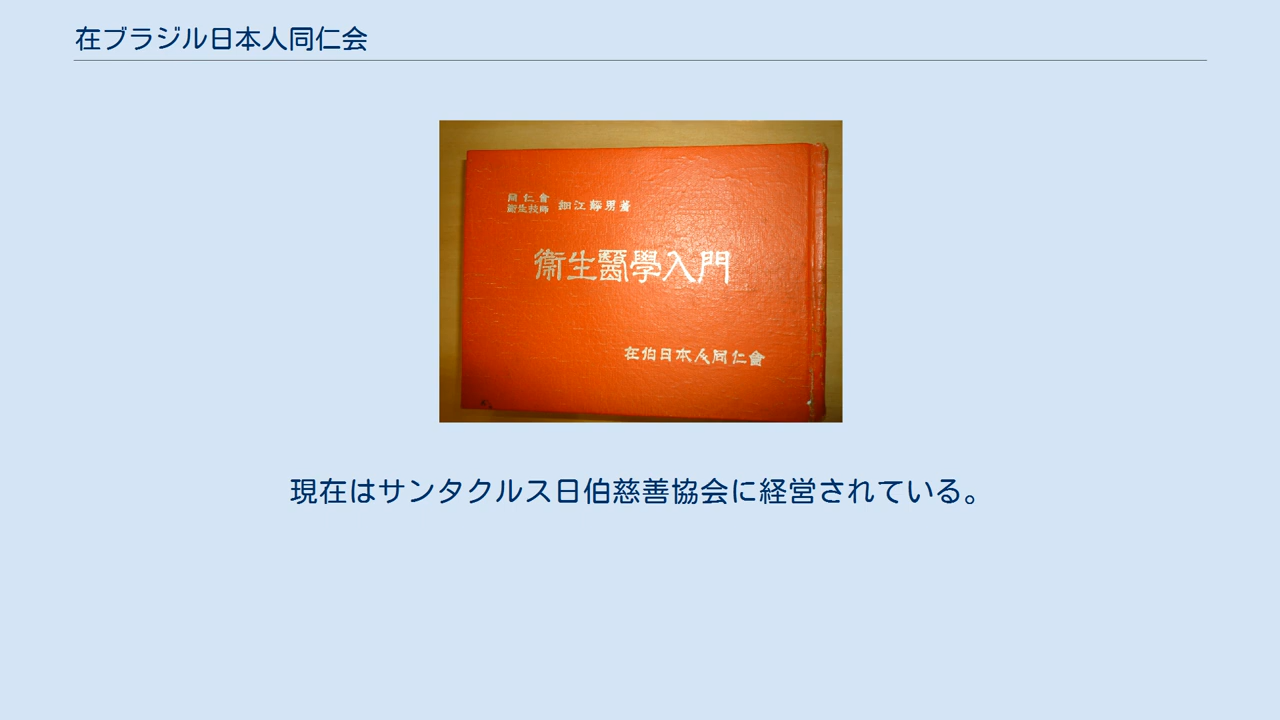 在ブラジル日本人同仁会
同仁會
衞生技師 細江靜男著
衞生醫學入門
在伯日本人同仁會
現在はサンタクルス日伯慈善協会に経営されている。